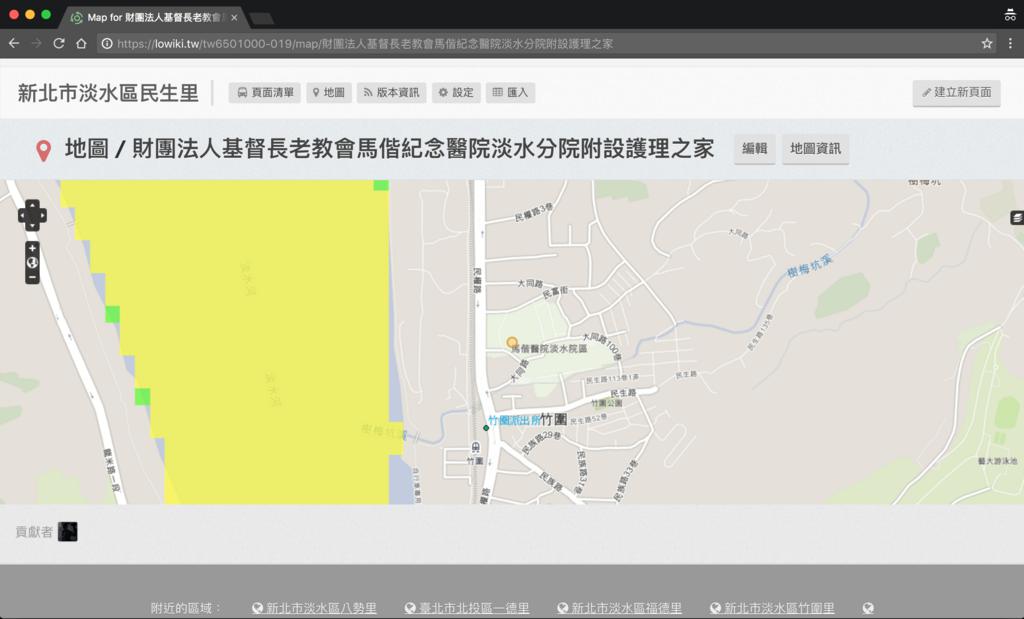 Map for 財團法人基督長老教會
https://lowiki.tw/tw6501000-019/map/財團法人基督長老教會馬偕紀念醫院淡水分院附設護理之家
新北市淡水區民生里
頁面清單 地圖 版本資訊 設定 匯入
建立新頁面
地圖 / 財團法人基督長老教會馬偕紀念醫院淡水分院附設護理之家
編輯 地圖資訊
樹梅坑
民權路3巷
大同路
淡水河
樹梅坑溪
民權路
大同路
民富街
民生路135巷
大同路100巷
馬偕醫院淡水院區
大同路
民生路113巷1弄
民生路
淡水河
民生路
竹圍公園
竹圍派出所
竹圍
民生路52巷
樹梅坑溪
民族路29巷
竹圍
龍米路二段
自行車專用
民族路
民族路31巷
民族路33巷
藝大游泳池
權路
貢獻者
附近的區域：
新北市淡水區八勢里
臺北市北投區一德里
新北市淡水區福德里
新北市淡水區竹圍里